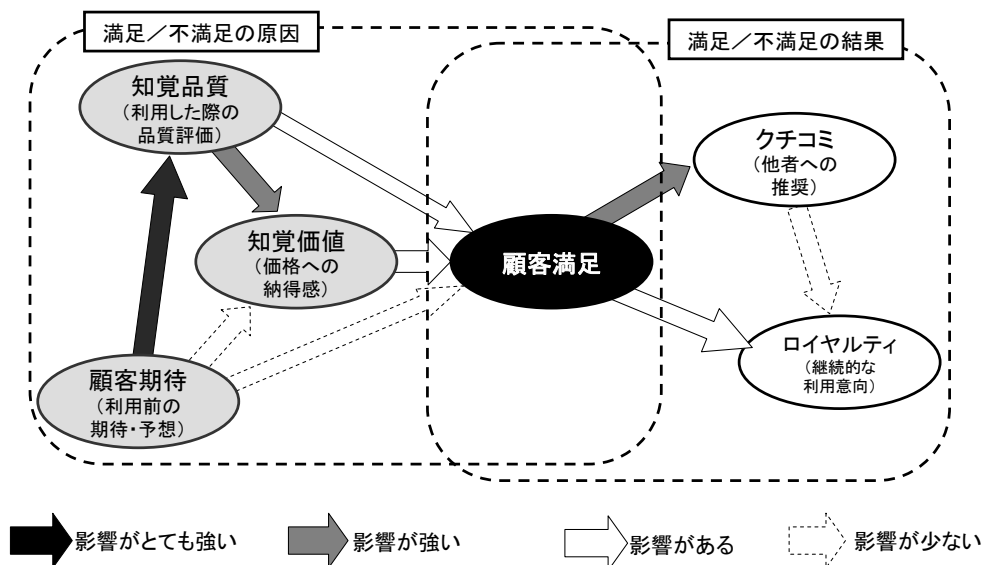 満足/不満足の原因
満足/不満足の結果
知覚品質
(利用した際の
品質評価)
クチコミ
(他者への
推奨)
知覚価値
(価格への
納得感)
顧客満足
ロイヤルティ
(継続的な
利用意向)
顧客期待
(利用前の
期待・予想)
影響がとても強い
影響が強い
影響がある
影響が少ない